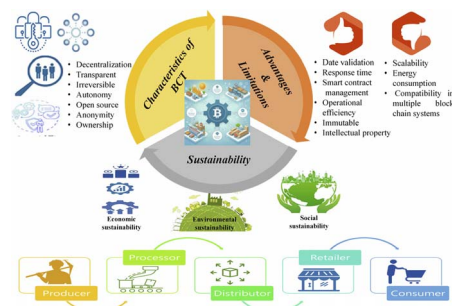 Characteristics of
BCT
Advantages
&
Limitations
Sustainability
• Decentralization
• Transparent
• Irreversible
• Autonomy
• Open source
• Anonymity
• Ownership
• Date validation
• Response time
• Smart contract
management
• Operational
efficiency
• Immutable
• Intellectual property
• Scalability
• Energy
consumption
• Compatibility in
multiple block
chain systems
Economic
sustainability
Environmental
sustainability
Social
sustainability
Producer
Processor
Distributor
Retailer
Consumer